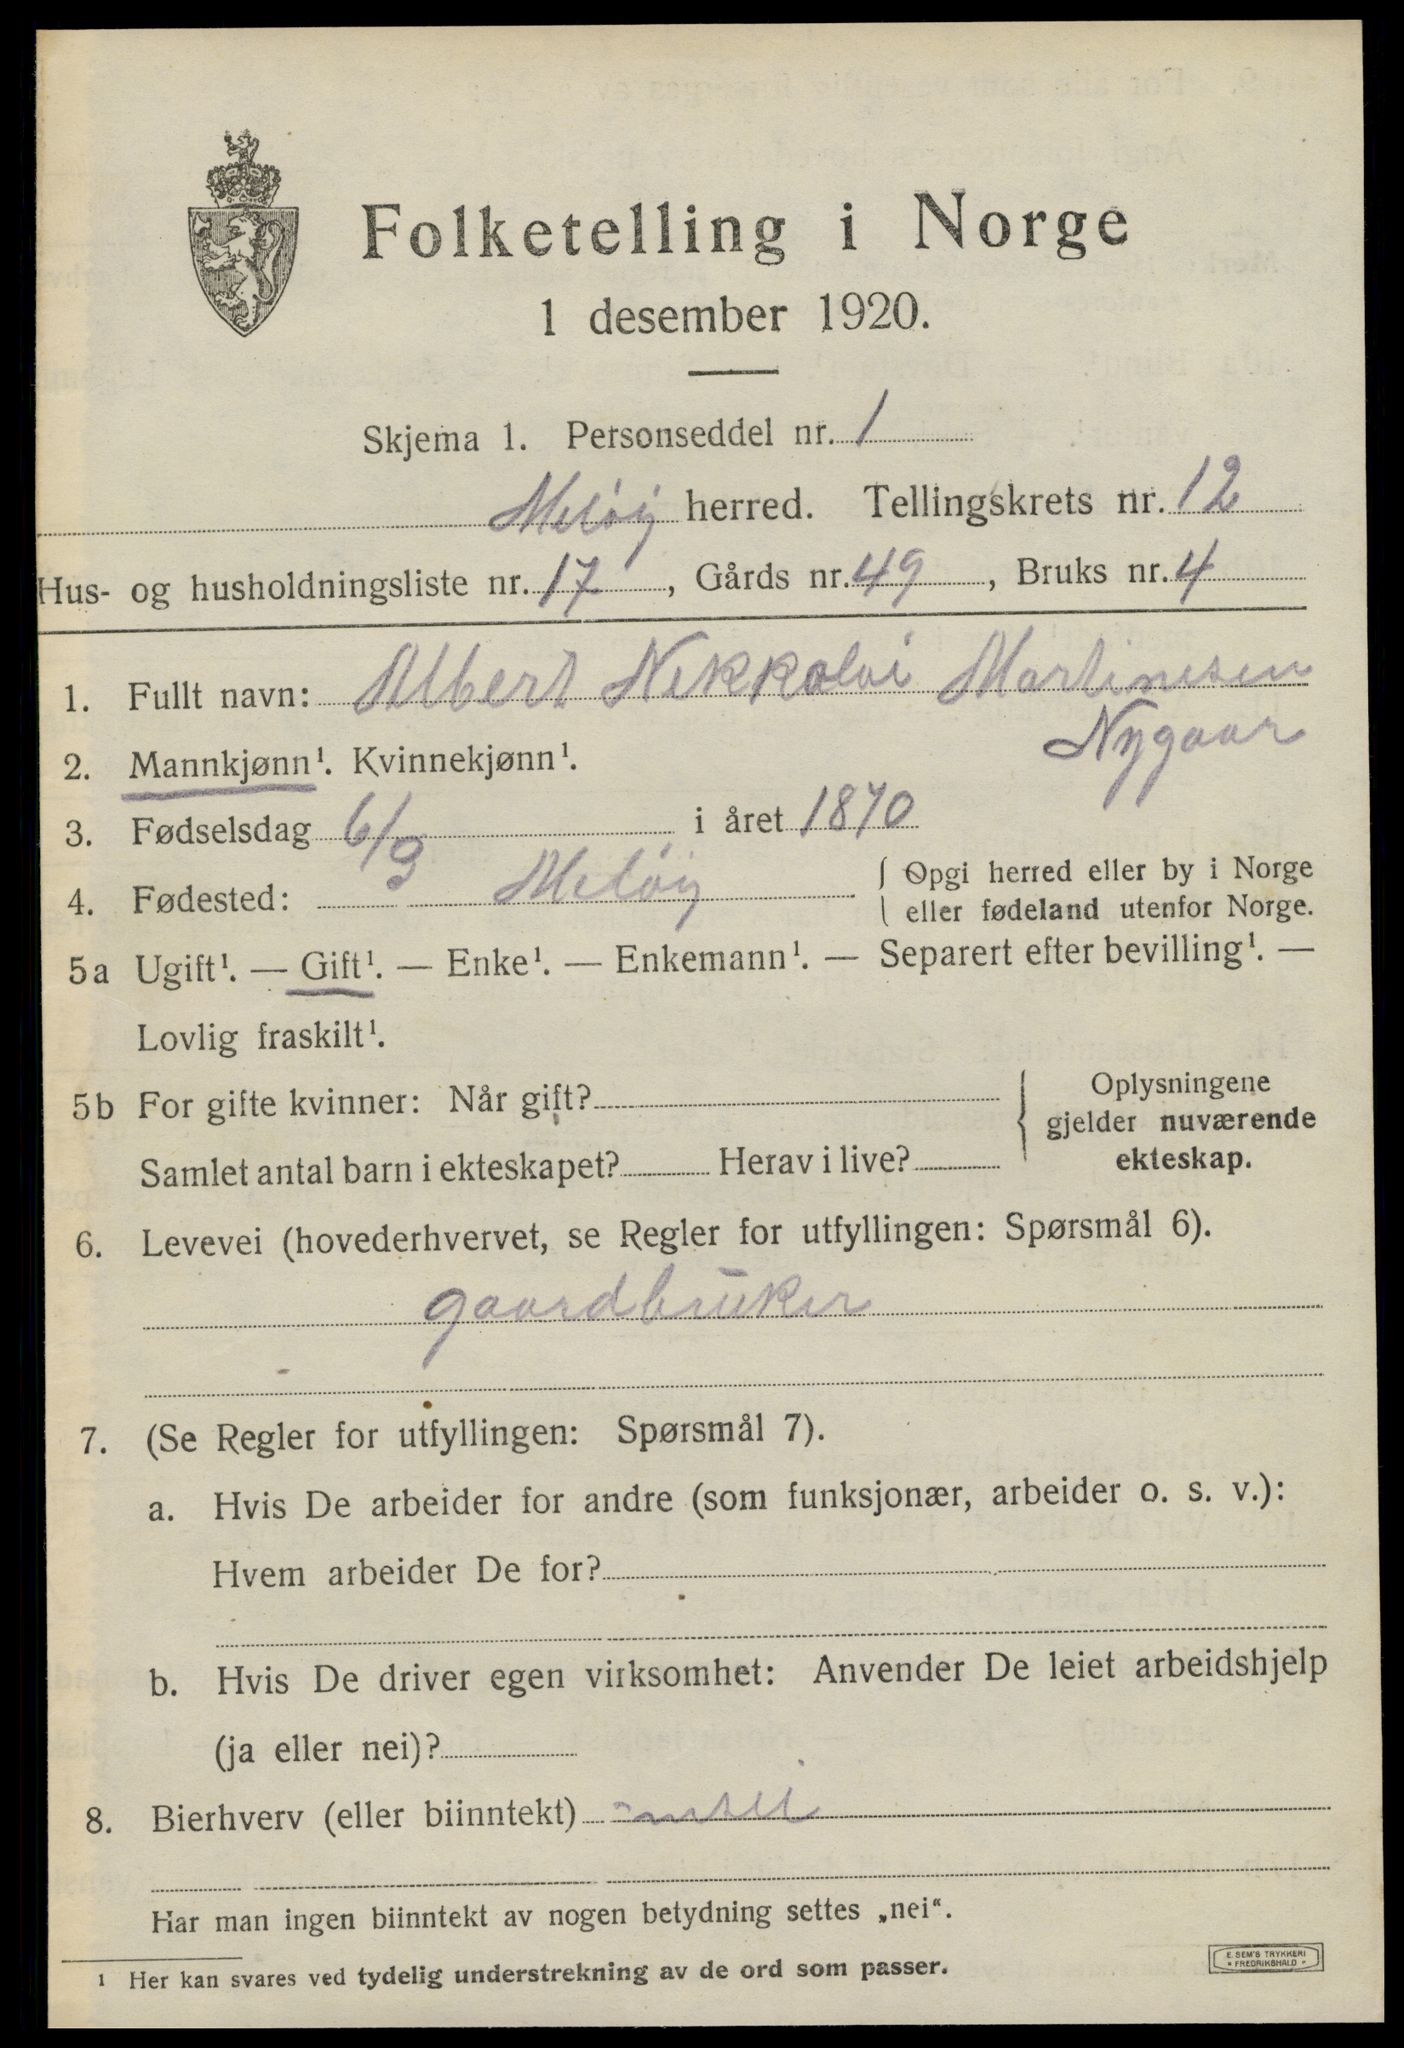 Folketelling i Norge
1 desember 1920.
Skjema 1. Personseddel nr. 1
Meløy herred. Tellingskrets nr. 12
Hus- og husholdningsliste nr. 17, Gårds nr. 49, Bruks nr. 4
1. Fullt navn: Albert Nekkolai Martinesen
Nygaar
2. Mannkjønn¹. Kvinnekjønn¹.
3. Fødselsdag 6/9 i året 1870
4. Fødested: Meløy { Opgi herred eller by i Norge
eller fødeland utenfor Norge.
5a Ugift¹. — Gift¹. — Enke¹. — Enkemann¹. — Separert efter bevilling¹. —
Lovlig fraskilt¹.
5b For gifte kvinner: Når gift?
Samlet antal barn i ekteskapet? Herav i live?
{ Oplysningene
gjelder nuværende
ekteskap.
6. Levevei (hovederhvervet, se Regler for utfyllingen: Spørsmål 6).
gaardbruker
7. (Se Regler for utfyllingen: Spørsmål 7).
a. Hvis De arbeider for andre (som funksjonær, arbeider o. s. v.):
Hvem arbeider De for?
b. Hvis De driver egen virksomhet: Anvender De leiet arbeidshjelp
(ja eller nei)?
8. Bierhverv (eller biinntekt)
Har man ingen biinntekt av nogen betydning settes „nei“.
¹ Her kan svares ved tydelig understrekning av de ord som passer.
E. SEM'S TRYKKERI
* FREDRIKSHALD *